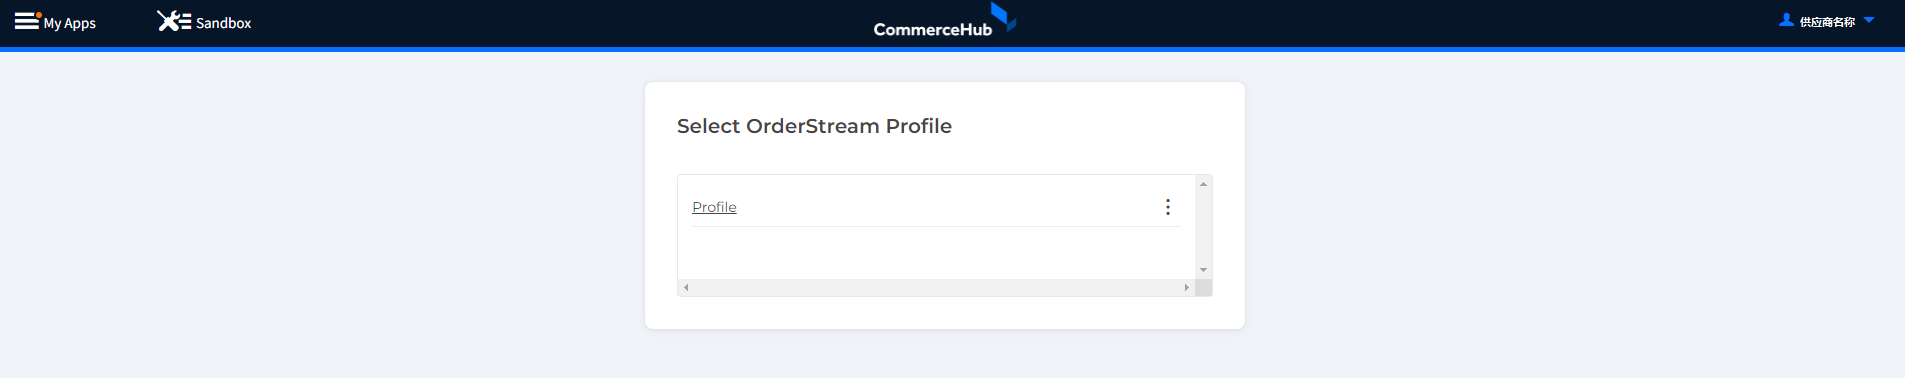 My Apps
Sandbox
CommerceHub
供应商名称
Select OrderStream Profile
Profile